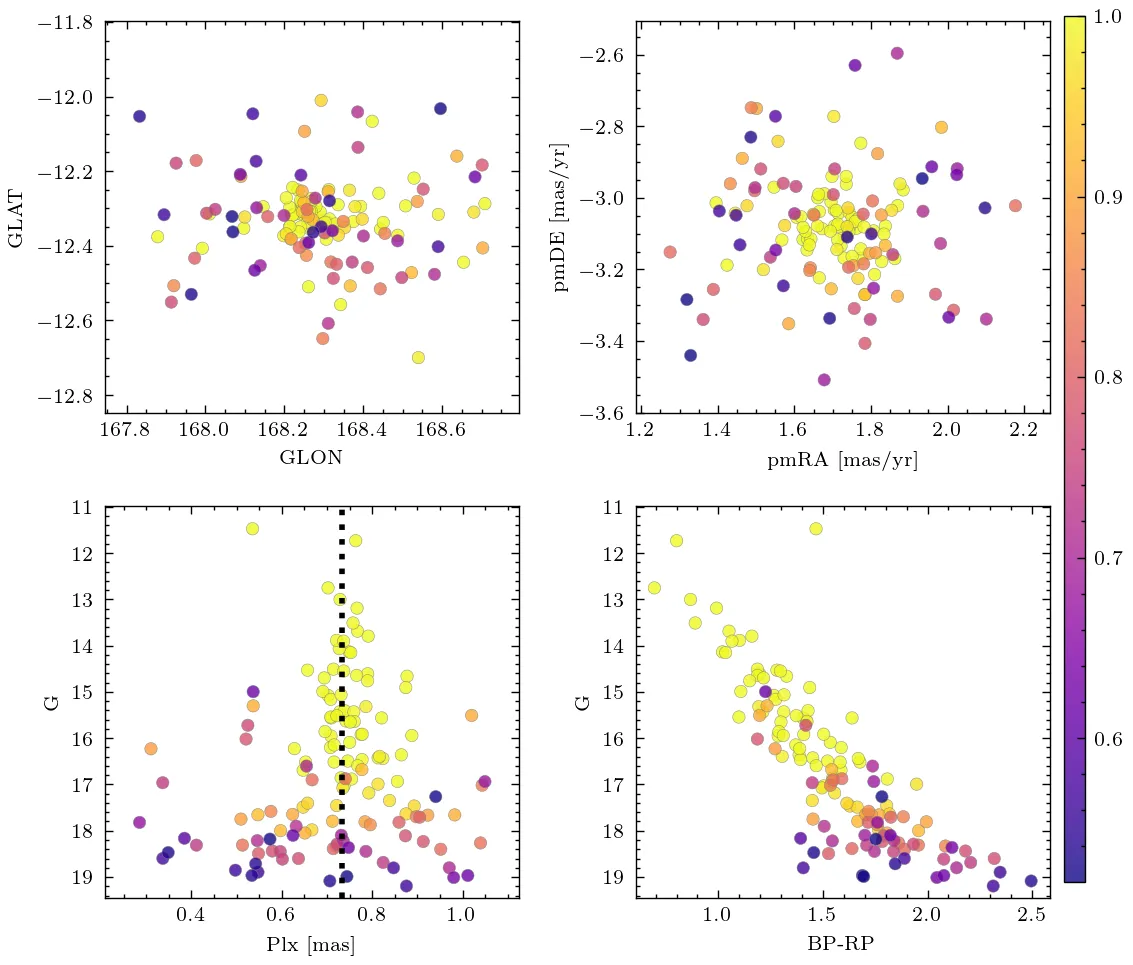 −11.8
−12.0
−12.2
−12.4
−12.6
−12.8
GLAT
167.8 168.0 168.2 168.4 168.6
GLON
−2.6
−2.8
−3.0
−3.2
−3.4
−3.6
pmDE [mas/yr]
1.2 1.4 1.6 1.8 2.0 2.2
pmRA [mas/yr]
1.0
0.9
0.8
0.7
0.6
11
12
13
14
15
16
17
18
19
G
0.4 0.6 0.8 1.0
Plx [mas]
11
12
13
14
15
16
17
18
19
G
1.0 1.5 2.0 2.5
BP-RP